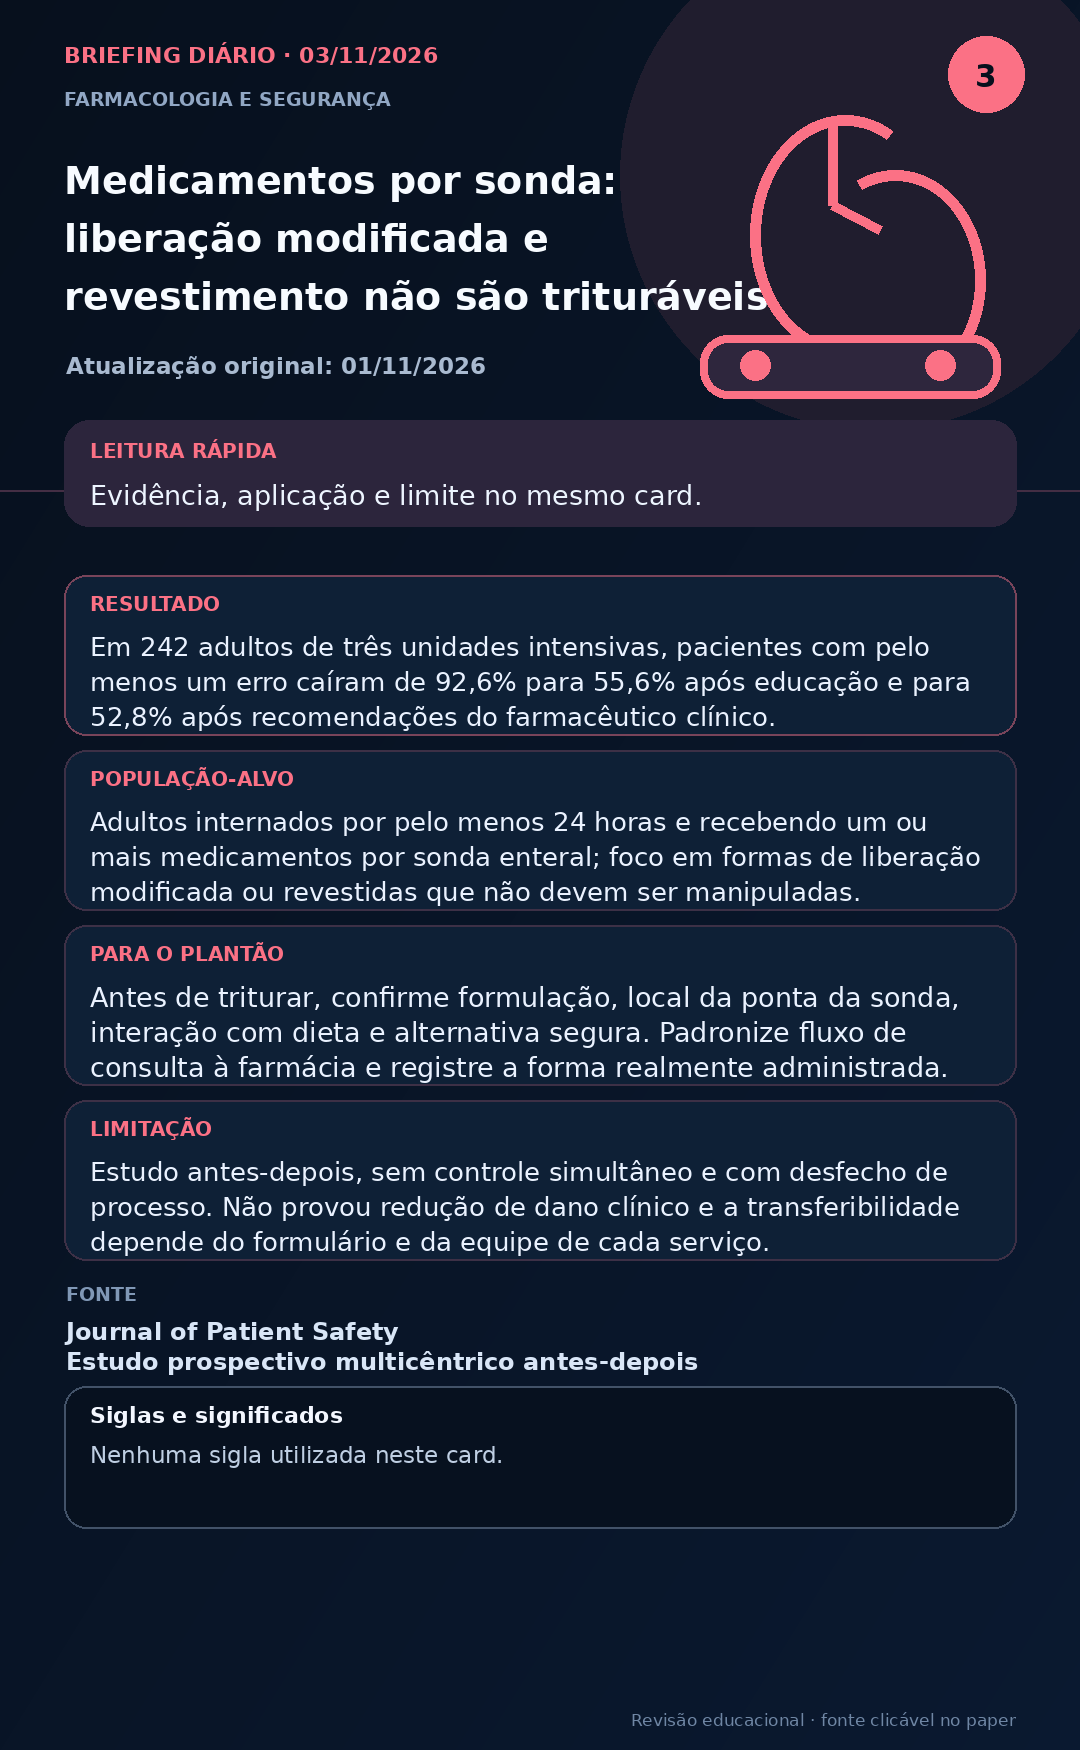 BRIEFING DIÁRIO · 03/11/2026
FARMACOLOGIA E SEGURANÇA
3
Medicamentos por sonda:
liberação modificada e
revestimento não são trituráveis
Atualização original: 01/11/2026
LEITURA RÁPIDA
Evidência, aplicação e limite no mesmo card.
RESULTADO
Em 242 adultos de três unidades intensivas, pacientes com pelo
menos um erro caíram de 92,6% para 55,6% após educação e para
52,8% após recomendações do farmacêutico clínico.
POPULAÇÃO-ALVO
Adultos internados por pelo menos 24 horas e recebendo um ou
mais medicamentos por sonda enteral; foco em formas de liberação
modificada ou revestidas que não devem ser manipuladas.
PARA O PLANTÃO
Antes de triturar, confirme formulação, local da ponta da sonda,
interação com dieta e alternativa segura. Padronize fluxo de
consulta à farmácia e registre a forma realmente administrada.
LIMITAÇÃO
Estudo antes-depois, sem controle simultâneo e com desfecho de
processo. Não provou redução de dano clínico e a transferibilidade
depende do formulário e da equipe de cada serviço.
FONTE
Journal of Patient Safety
Estudo prospectivo multicêntrico antes-depois
Siglas e significados
Nenhuma sigla utilizada neste card.
Revisão educacional · fonte clicável no paper